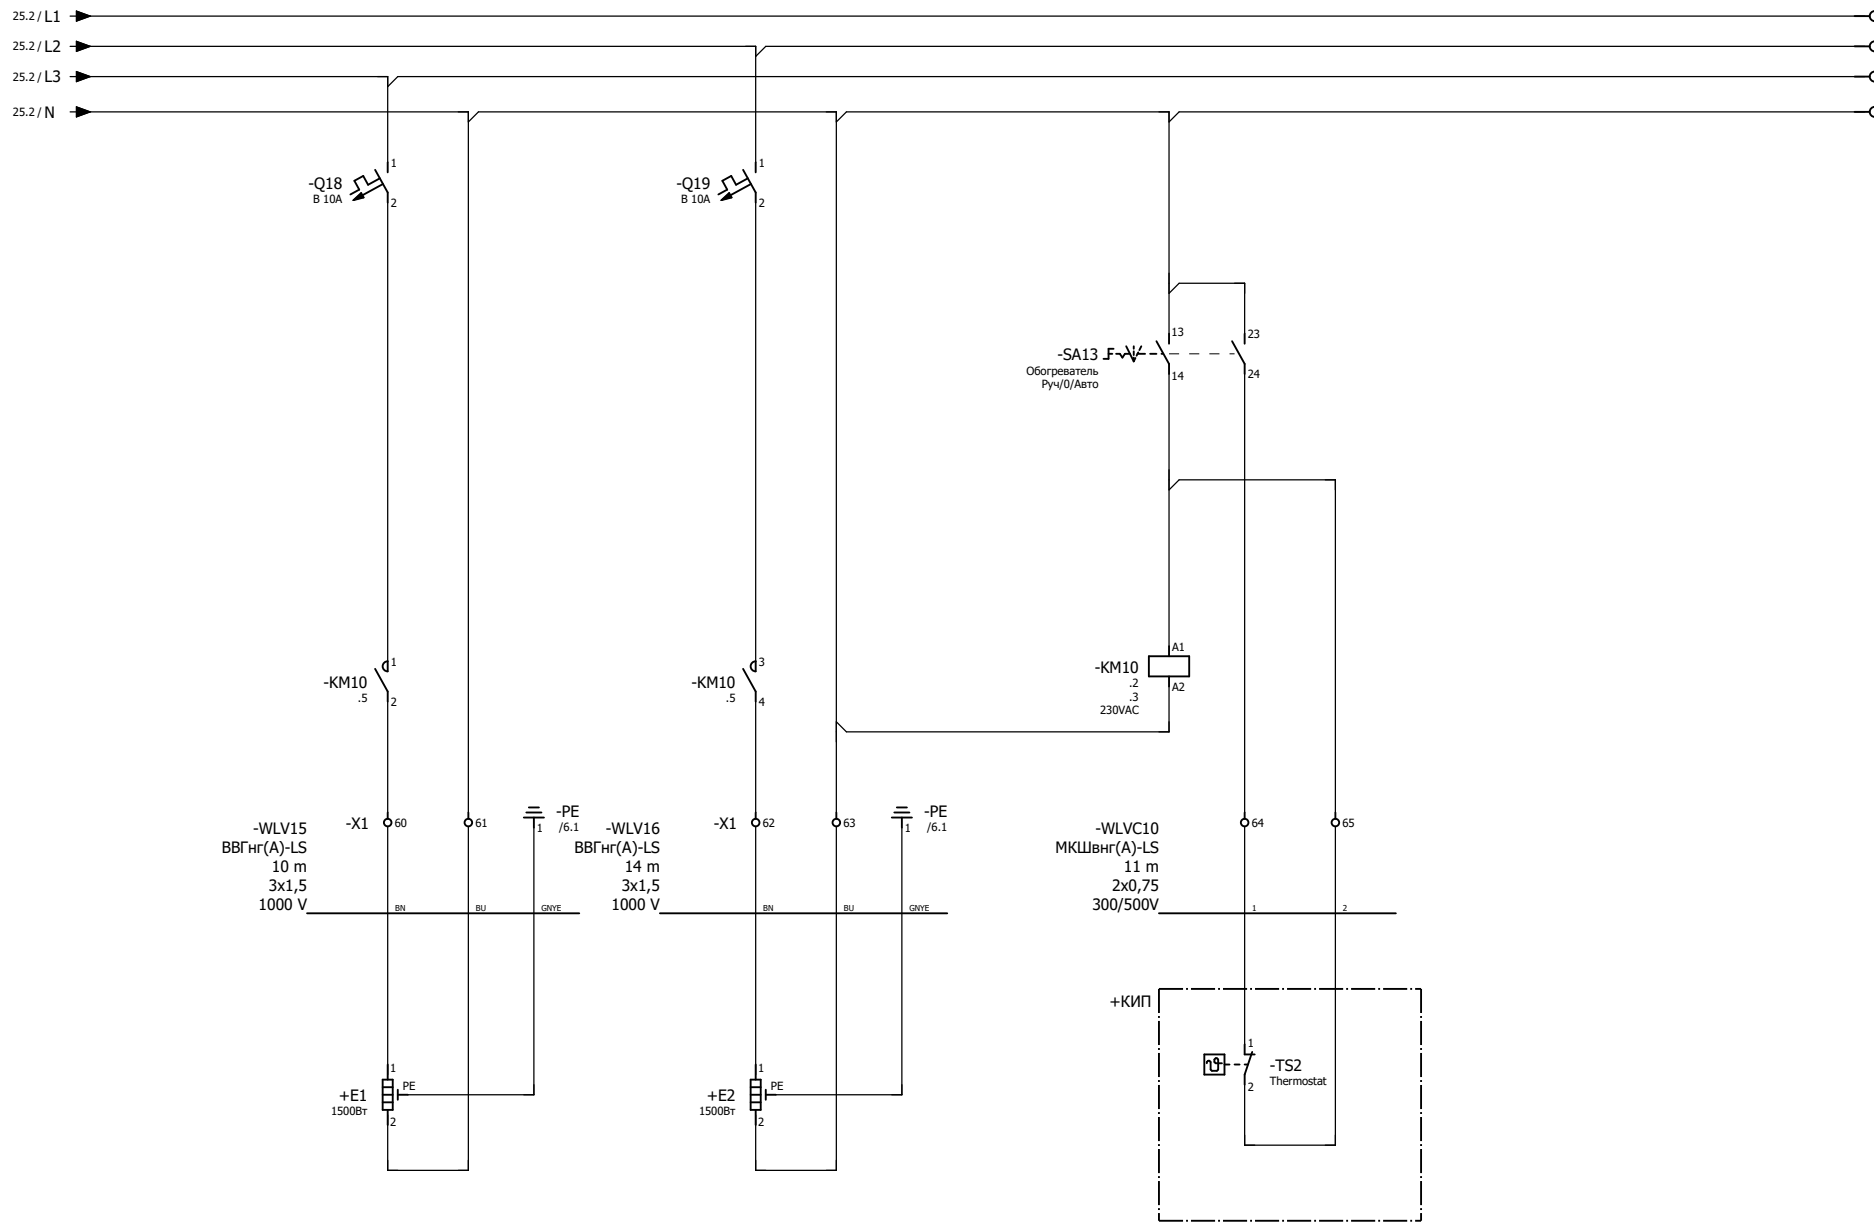 25.2/ L1
25.2/ L2
25.2/ L3
25.2/ N
-Q18
B 10A
1
2
-Q19
B 10A
1
2
-SA13
Обогреватель
Руч/0/Авто
13
14
23
24
-KM10
.5
1
2
-KM10
.5
3
4
-KM10
.2
.3
230VAC
A1
A2
-WLV15
ВВГнг(А)-LS
10 m
3x1,5
1000 V
-X1
60
61
-PE
/6.1
1
BN
BU
GNYE
-WLV16
ВВГнг(А)-LS
14 m
3x1,5
1000 V
-X1
62
63
-PE
/6.1
1
BN
BU
GNYE
-WLVC10
МКШвнг(А)-LS
11 m
2x0,75
300/500V
64
65
1
2
+E1
1500Вт
1
2
PE
+E2
1500Вт
1
2
PE
+КИП
-TS2
Thermostat
1
2